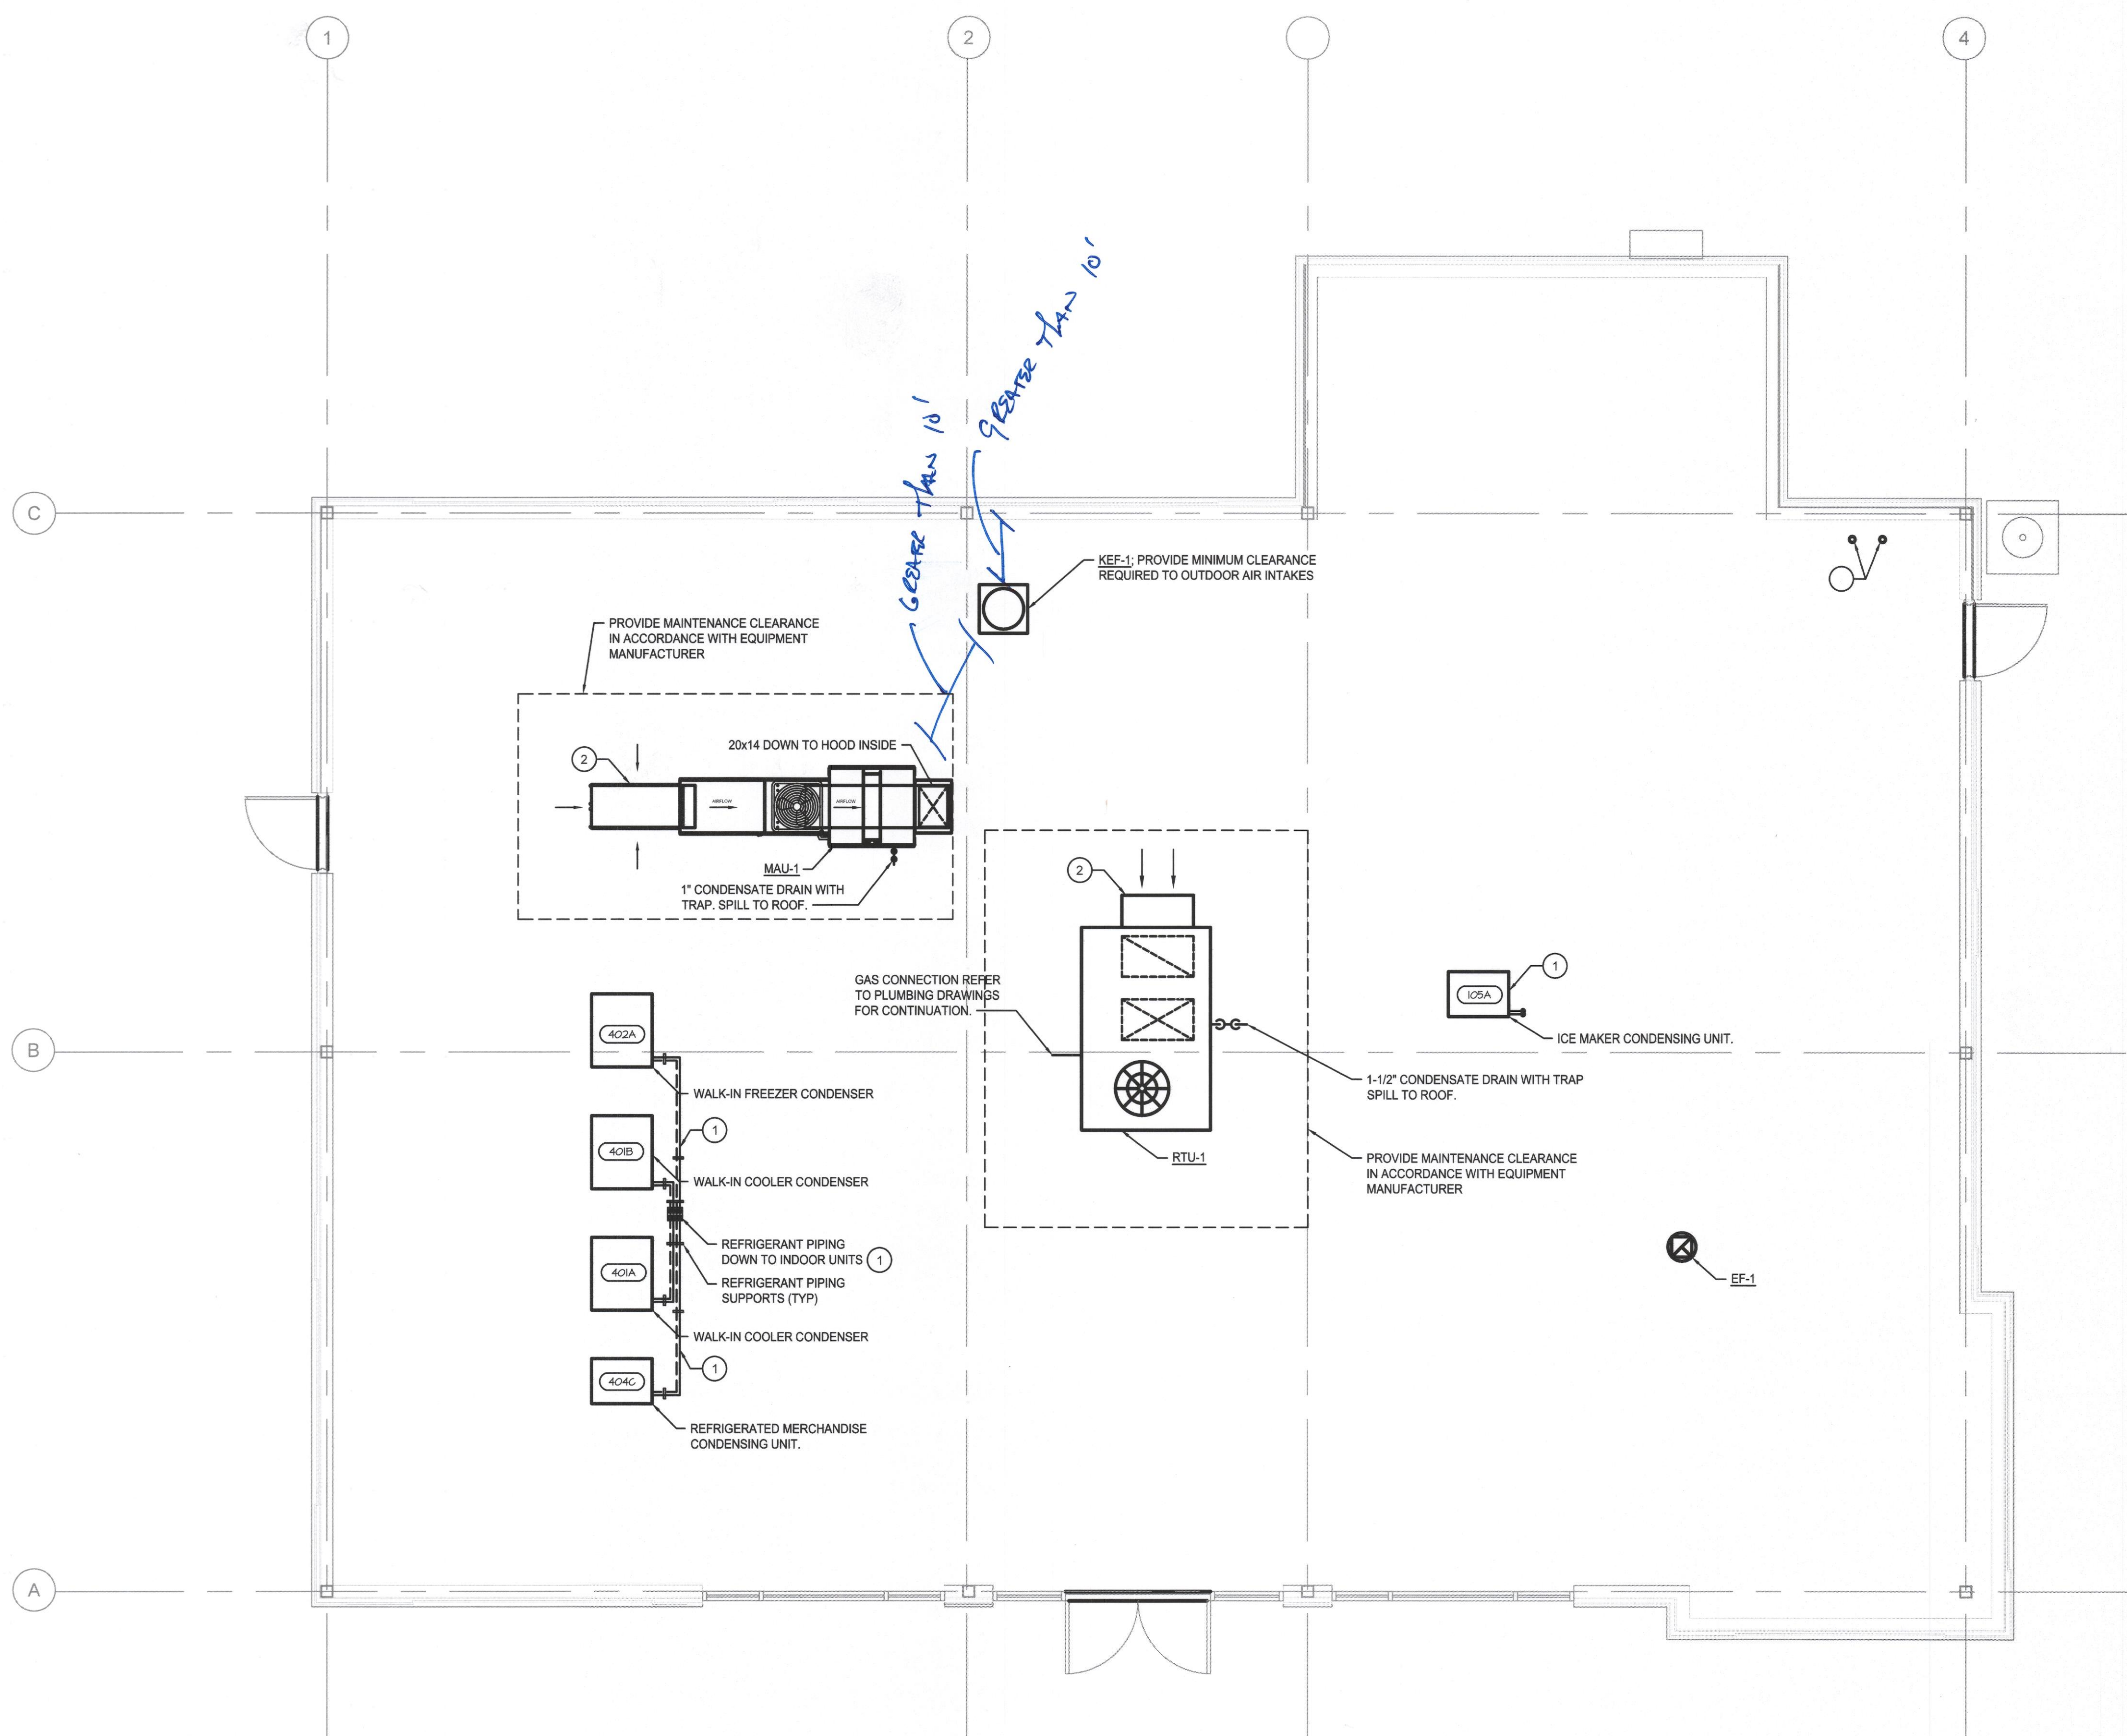 1
2
4
GREATER THAN 10'
GREATER THAN 10'
C
KEF-1; PROVIDE MINIMUM CLEARANCE
REQUIRED TO OUTDOOR AIR INTAKES
PROVIDE MAINTENANCE CLEARANCE
IN ACCORDANCE WITH EQUIPMENT
MANUFACTURER
20x14 DOWN TO HOOD INSIDE
2
AIRFLOW
AIRFLOW
MAU-1
1" CONDENSATE DRAIN WITH
TRAP. SPILL TO ROOF.
2
GAS CONNECTION REFER
TO PLUMBING DRAWINGS
FOR CONTINUATION.
1
105A
ICE MAKER CONDENSING UNIT.
402A
B
1-1/2" CONDENSATE DRAIN WITH TRAP
SPILL TO ROOF.
WALK-IN FREEZER CONDENSER
1
401B
RTU-1
PROVIDE MAINTENANCE CLEARANCE
IN ACCORDANCE WITH EQUIPMENT
MANUFACTURER
WALK-IN COOLER CONDENSER
REFRIGERANT PIPING
DOWN TO INDOOR UNITS 1
401A
REFRIGERANT PIPING
SUPPORTS (TYP)
EF-1
WALK-IN COOLER CONDENSER
1
404C
REFRIGERATED MERCHANDISE
CONDENSING UNIT.
A